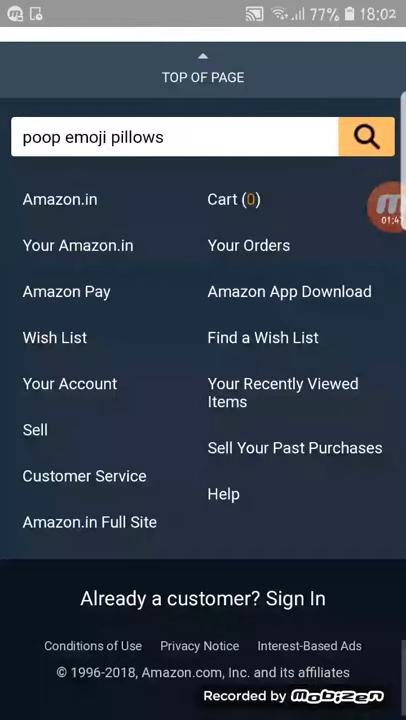 77% 18:02
TOP OF PAGE
poop emoji pillows
Amazon.in
Cart (0)
01:47
Your Amazon.in
Your Orders
Amazon Pay
Amazon App Download
Wish List
Find a Wish List
Your Account
Your Recently Viewed
Items
Sell
Sell Your Past Purchases
Customer Service
Help
Amazon.in Full Site
Already a customer? Sign In
Conditions of Use Privacy Notice Interest-Based Ads
© 1996-2018, Amazon.com, Inc. and its affiliates
Recorded by mobizen